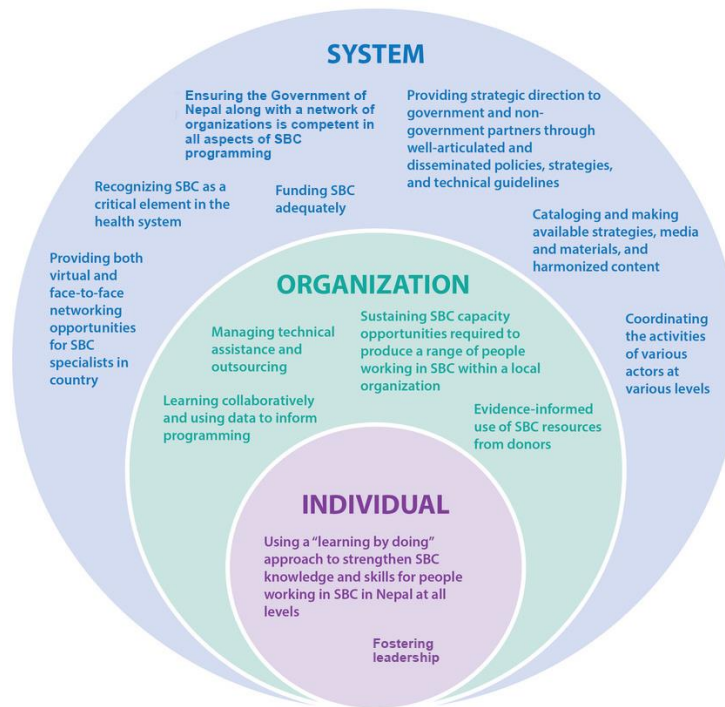 SYSTEM
Ensuring the Government of
Nepal along with a network of
organizations is competent in
all aspects of SBC
programming
Providing strategic direction to
government and non-
government partners through
well-articulated and
disseminated policies, strategies,
and technical guidelines
Recognizing SBC as a
critical element in the
health system
Funding SBC
adequately
Cataloging and making
available strategies, media
and materials, and
harmonized content
Providing both
virtual and
face-to-face
networking
opportunities
for SBC
specialists in
country
Coordinating
the activities
of various
actors at
various levels
ORGANIZATION
Managing technical
assistance and
outsourcing
Sustaining SBC capacity
opportunities required to
produce a range of people
working in SBC within a local
organization
Learning collaboratively
and using data to inform
programming
Evidence-informed
use of SBC resources
from donors
INDIVIDUAL
Using a “learning by doing”
approach to strengthen SBC
knowledge and skills for people
working in SBC in Nepal at all
levels
Fostering
leadership